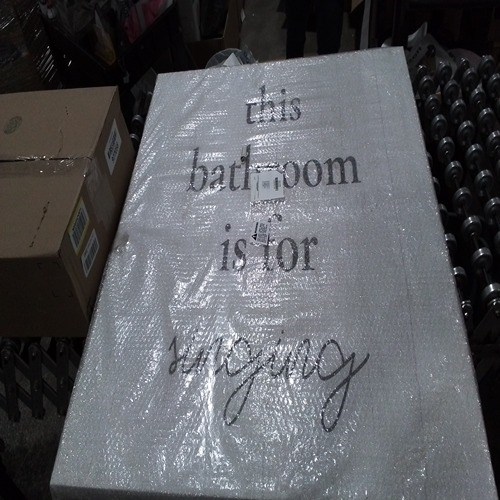 this
bathroom
is for
singing